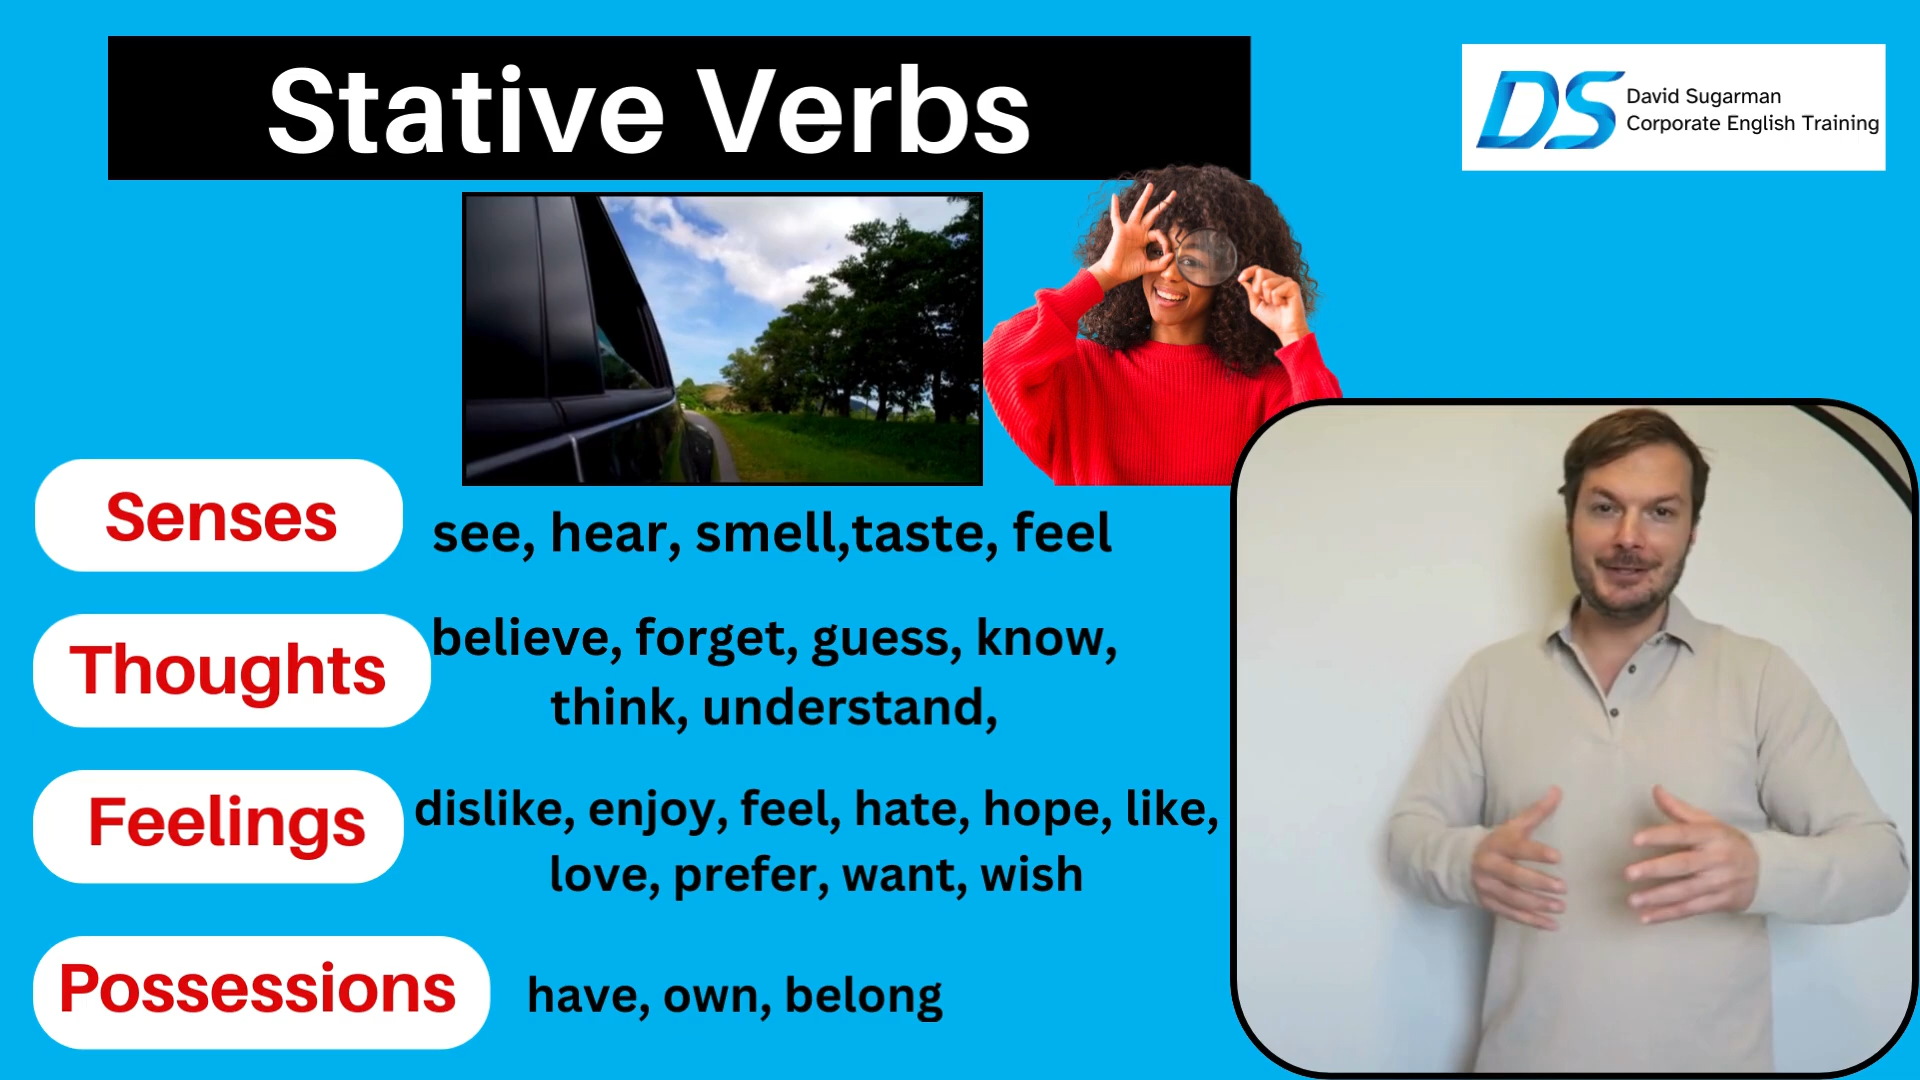 Stative Verbs
David Sugarman
Corporate English Training
DS
Senses
see, hear, smell,taste, feel
Thoughts
believe, forget, guess, know,
think, understand,
Feelings
dislike, enjoy, feel, hate, hope, like,
love, prefer, want, wish
Possessions
have, own, belong